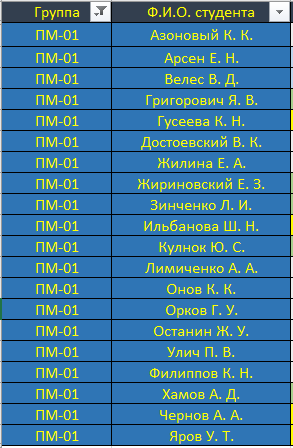 Группа Ф.И.О. студента
ПМ-01 Азоновый К. К.
ПМ-01 Арсен Е. Н.
ПМ-01 Велес В. Д.
ПМ-01 Григорович Я. В.
ПМ-01 Гусеева К. Н.
ПМ-01 Достоевский В. К.
ПМ-01 Жилина Е. А.
ПМ-01 Жириновский Е. З.
ПМ-01 Зинченко Л. И.
ПМ-01 Ильбанова Ш. Н.
ПМ-01 Кулнок Ю. С.
ПМ-01 Лимиченко А. А.
ПМ-01 Онов К. К.
ПМ-01 Орков Г. У.
ПМ-01 Останин Ж. У.
ПМ-01 Улич П. В.
ПМ-01 Филиппов К. Н.
ПМ-01 Хамов А. Д.
ПМ-01 Чернов А. А.
ПМ-01 Яров У. Т.